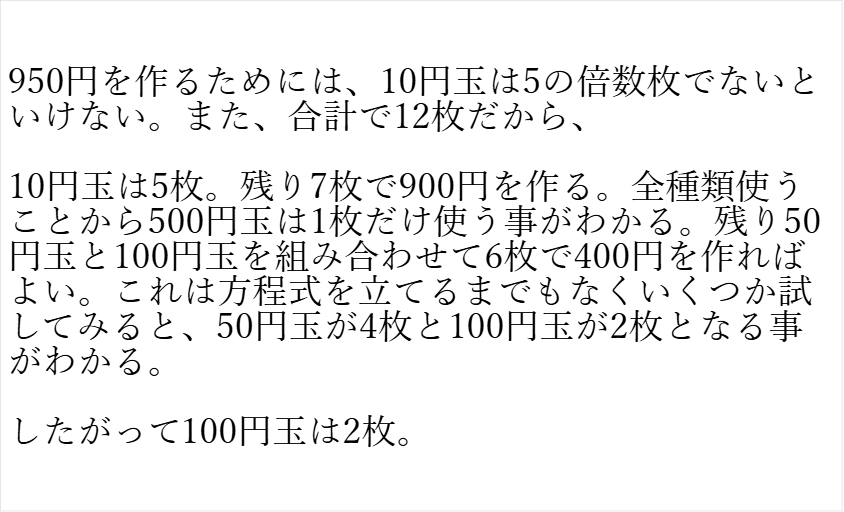 950円を作るためには、10円玉は5の倍数枚でないと
いけない。また、合計で12枚だから、
10円玉は5枚。残り7枚で900円を作る。全種類使う
ことから500円玉は1枚だけ使う事がわかる。残り50
円玉と100円玉を組み合わせて6枚で400円を作れば
よい。これは方程式を立てるまでもなくいくつか試
してみると、50円玉が4枚と100円玉が2枚となる事
がわかる。
したがって100円玉は2枚。